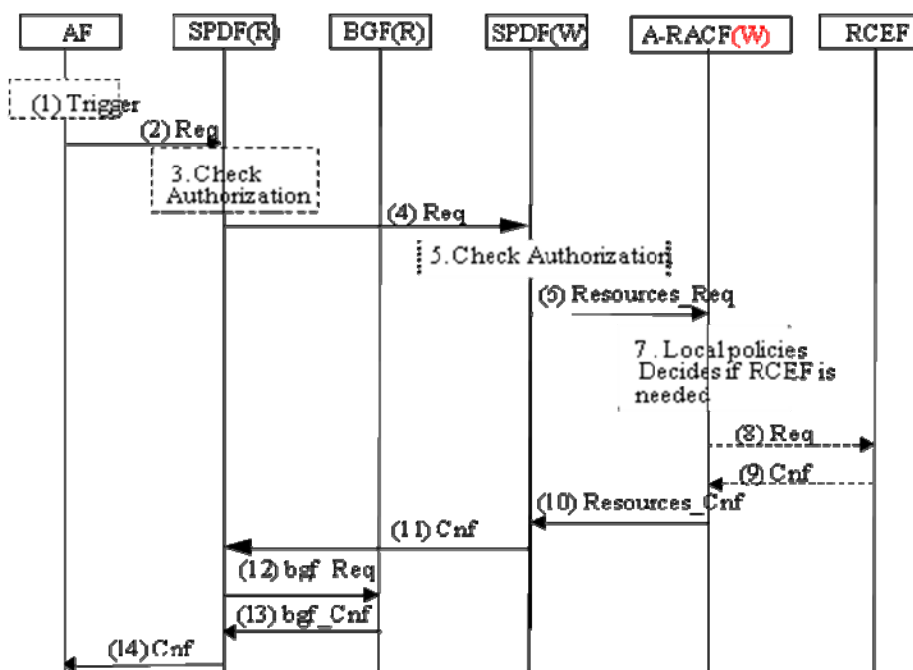 AF
SPDF(R)
BGF(R)
SPDF(W)
A-RACF(W)
RCEF
(1) Trigger
(2) Req
3. Check
Authorization
(4) Req
5. Check Authorization
(6) Resources_Req
7 . Local policies
Decides if RCEF is
needed
(8) Req
(9) Cnf
(10) Resources_Cnf
(11) Cnf
(12) bgf_Req
(13) bgf_Cnf
(14) Cnf